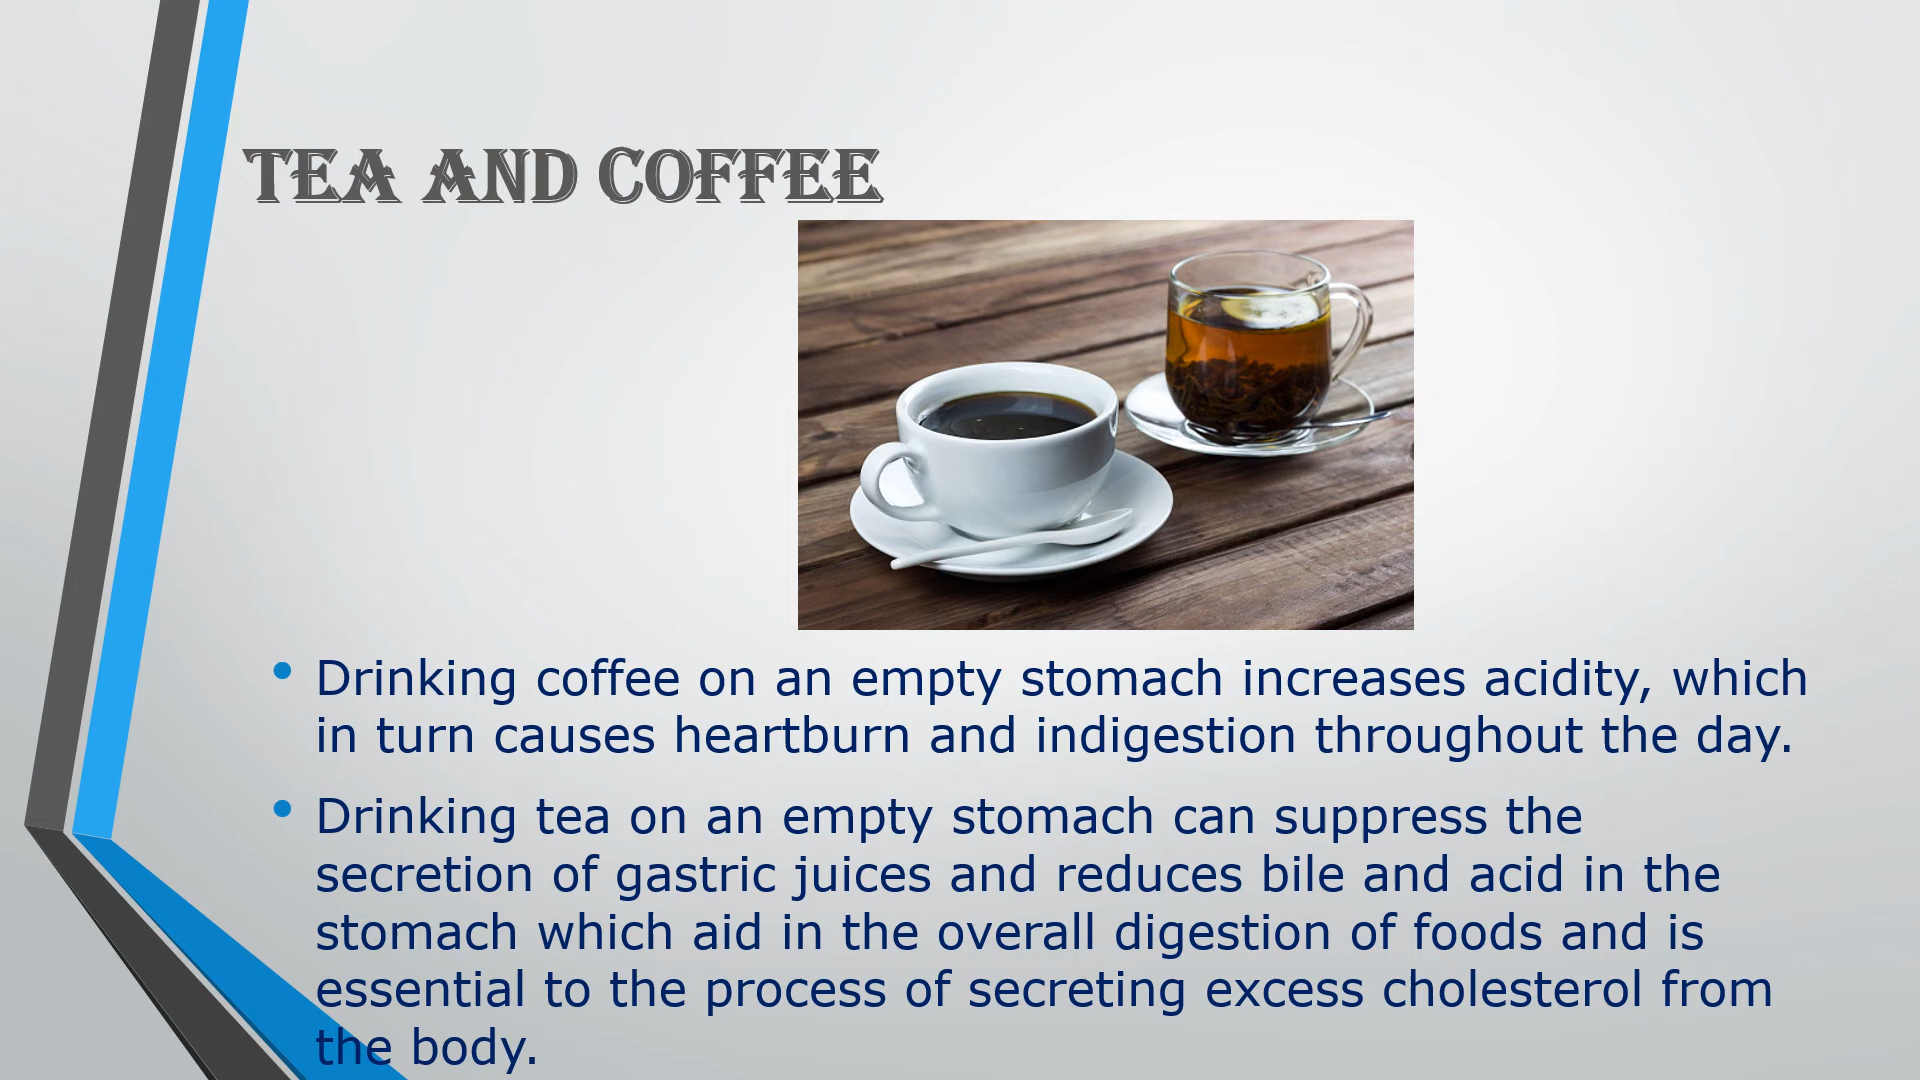 TEA AND COFFEE
• Drinking coffee on an empty stomach increases acidity, which
in turn causes heartburn and indigestion throughout the day.
• Drinking tea on an empty stomach can suppress the
secretion of gastric juices and reduces bile and acid in the
stomach which aid in the overall digestion of foods and is
essential to the process of secreting excess cholesterol from
the body.